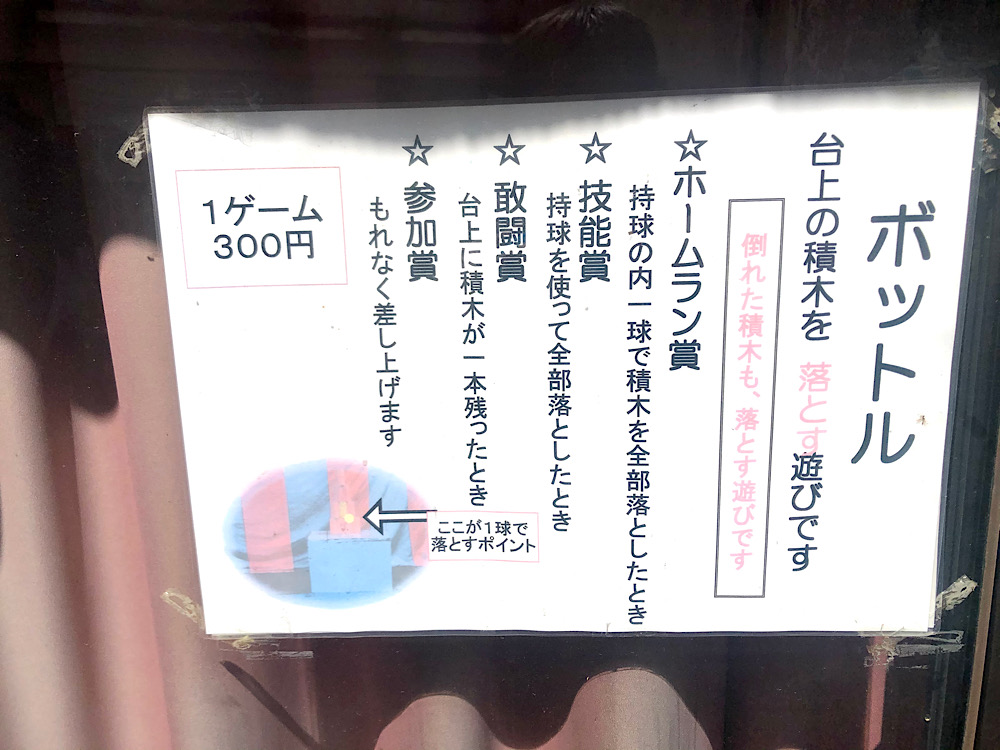 ボットル
台上の積木を 落とす遊びです
倒れた積木も、落とす遊びです
☆ホームラン賞
持球の内一球で積木を全部落としたとき
☆技能賞
持球を使って全部落としたとき
☆敢闘賞
台上に積木が一本残ったとき
☆参加賞
もれなく差し上げます
1ゲーム
300円
ここが1球で
落とすポイント